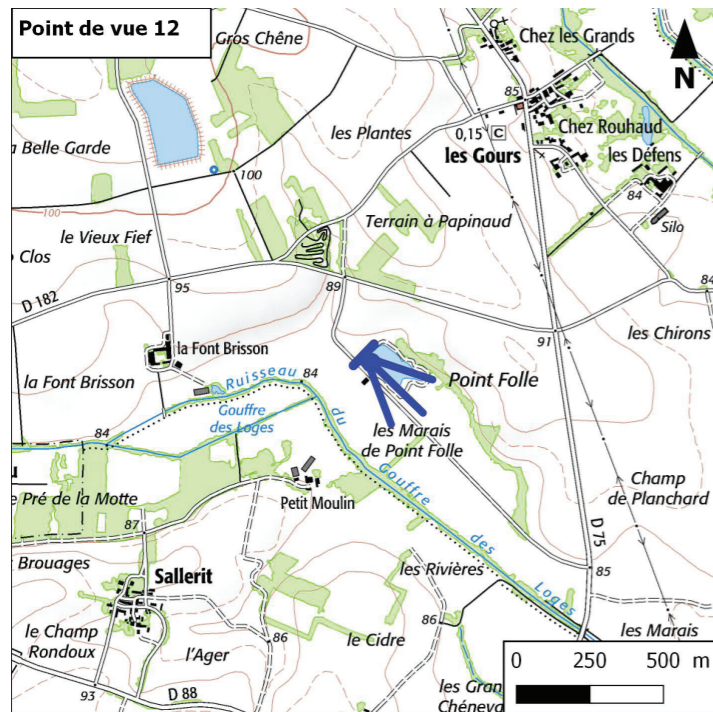 Point de vue 12
Gros Chêne
Chez les Grands
N
Belle Garde
les Plantes
85
0,15
C
Chez Rouhaud
les Gours
les Défens
100
100
84
le Vieux Fief
Terrain à Papinaud
Silo
Clos
D 182
95
89
84
91
les Chirons
la Font Brisson
la Font Brisson
Ruisseau
84
Point Folle
Gouffre
des Loges
du
les Marais
de Point Folle
84
Gouffre
Champ
de Planchard
Pré de la Motte
Petit Moulin
87
des
D 75
Brouages
Sallerit
les Rivières
85
Loges
86
le Champ
Rondoux
86
le Cidre
les Marais
l'Ager
0 250 500 m
93
D 88
les Gran
Chéneva